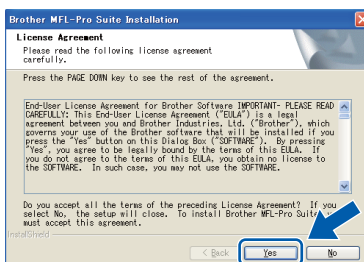 Brother MFL-Pro Suite Installation
License Agreement
Please read the following license agreement
carefully.
Press the PAGE DOWN key to see the rest of the agreement.
End-User License Agreement for Brother Software IMPORTANT- PLEASE READ
CAREFULLY: This End-User License Agreement ("EULA") is a legal
agreement between you and Brother Industries, Ltd. ("Brother"), which
governs your use of the Brother software that will be installed if you
press the "Yes" button on this Dialog Box ("SOFTWARE"). By pressing
"Yes", you agree to be legally bound by the terms of this EULA. If
you do not agree to the terms of this EULA, you obtain no license to
the SOFTWARE. In such case, you may not use the SOFTWARE.
Do you accept all the terms of the preceding License Agreement? If you
select No, the setup will close. To install Brother MFL-Pro Suite,
must accept this agreement.
InstallShield
< Back
Yes
No